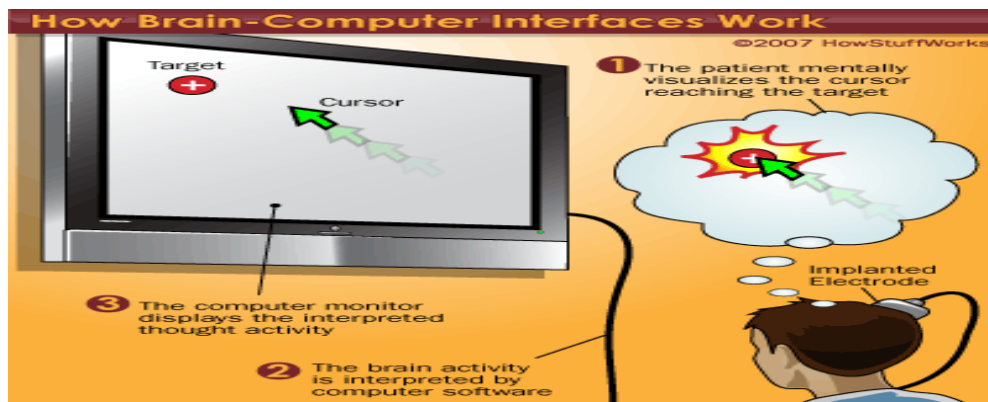 How Brain-Computer Interfaces Work
©2007 HowStuffWorks
Target
Cursor
1 The patient mentally
visualizes the cursor
reaching the target
Implanted
Electrode
3 The computer monitor
displays the interpreted
thought activity
2 The brain activity
is interpreted by
computer software